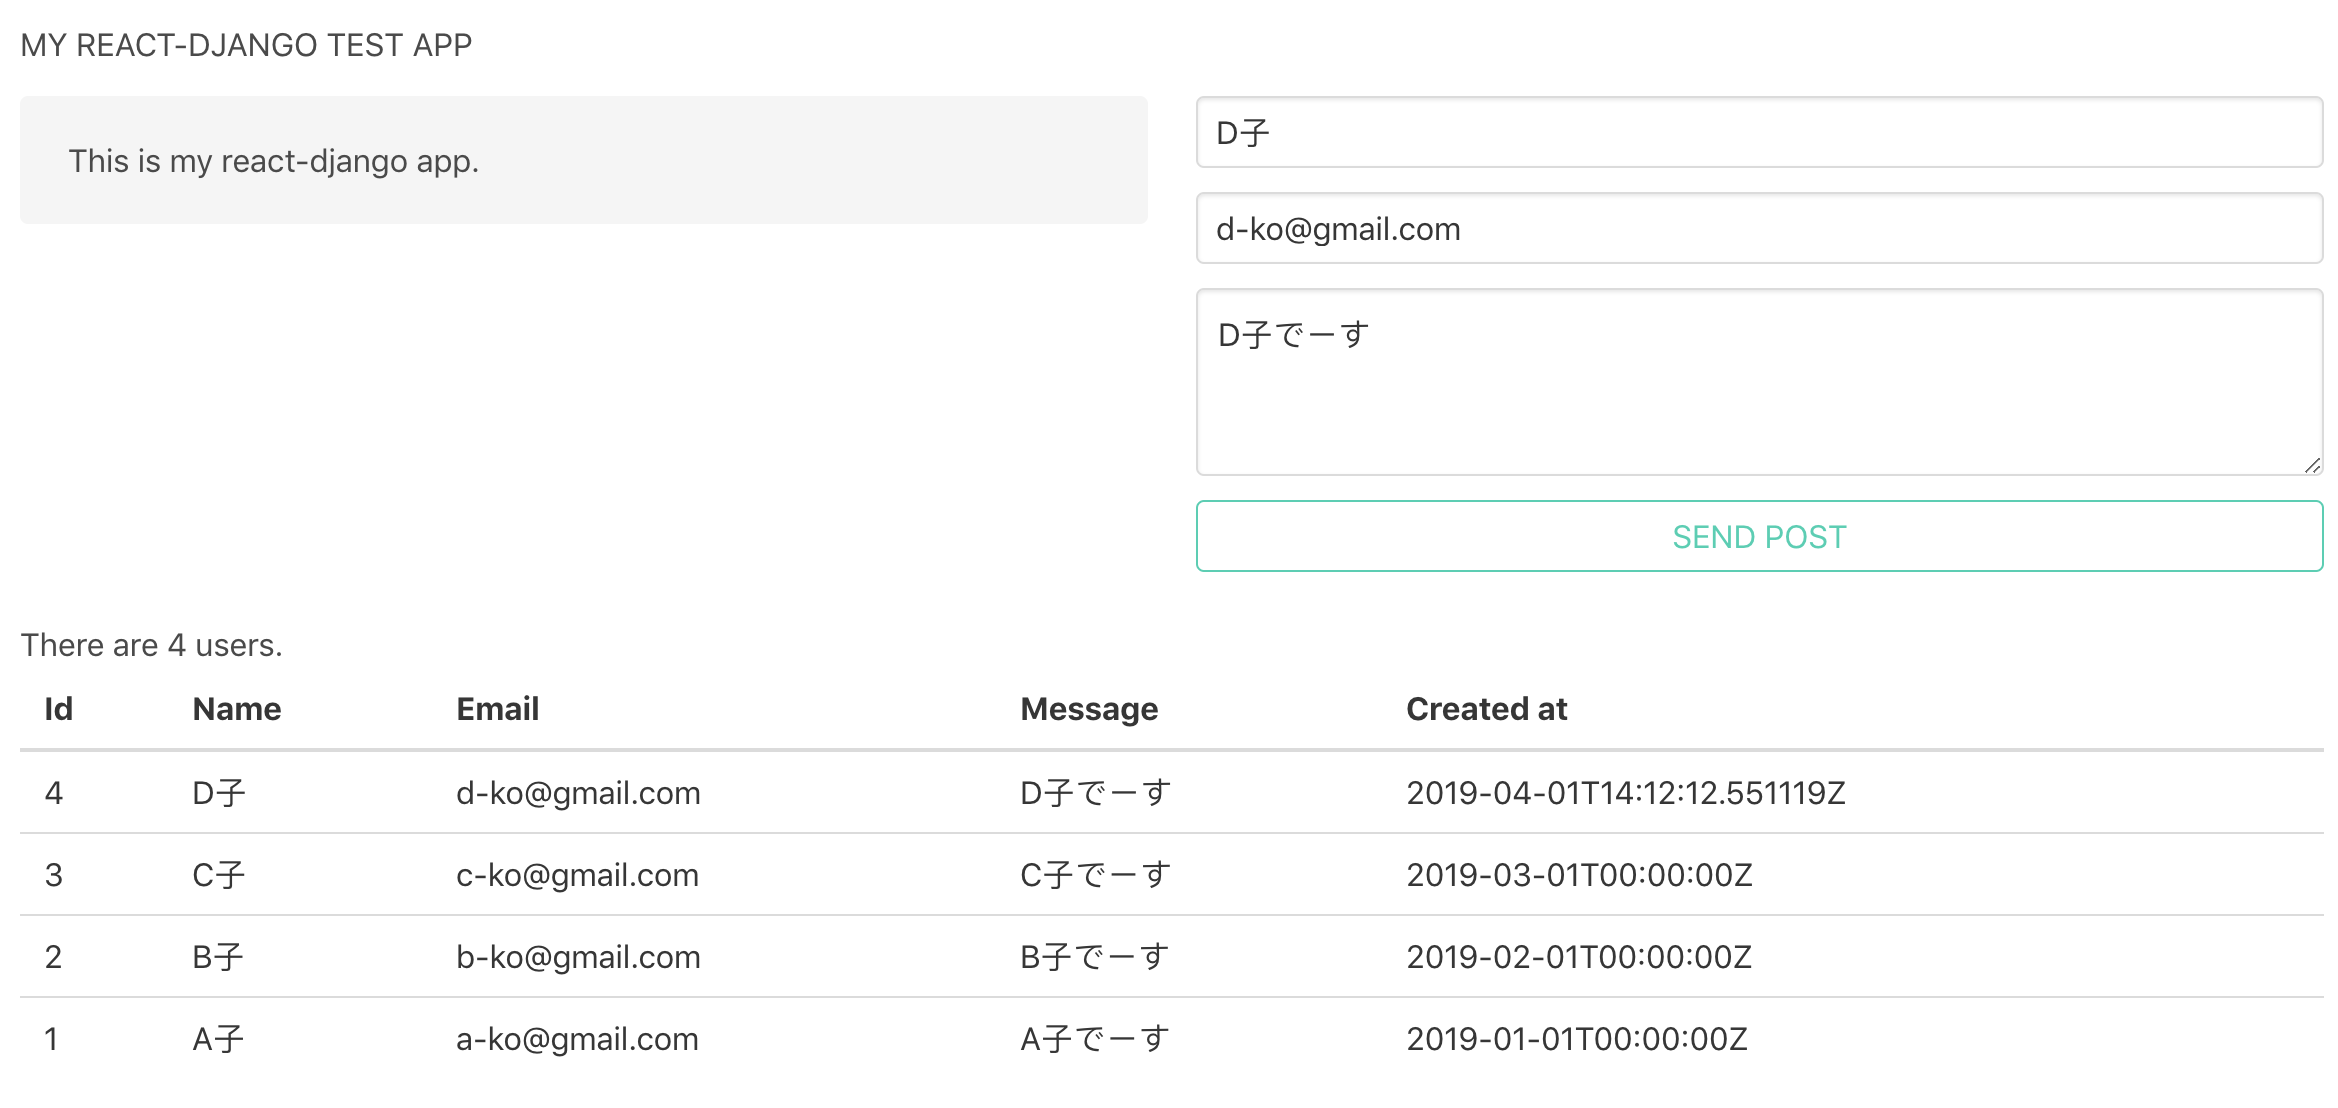 MY REACT-DJANGO TEST APP
This is my react-django app.
D子
d-ko@gmail.com
D子でーす
SEND POST
There are 4 users.
Id Name Email Message Created at
4 D子 d-ko@gmail.com D子でーす 2019-04-01T14:12:12.551119Z
3 C子 c-ko@gmail.com C子でーす 2019-03-01T00:00:00Z
2 B子 b-ko@gmail.com B子でーす 2019-02-01T00:00:00Z
1 A子 a-ko@gmail.com A子でーす 2019-01-01T00:00:00Z